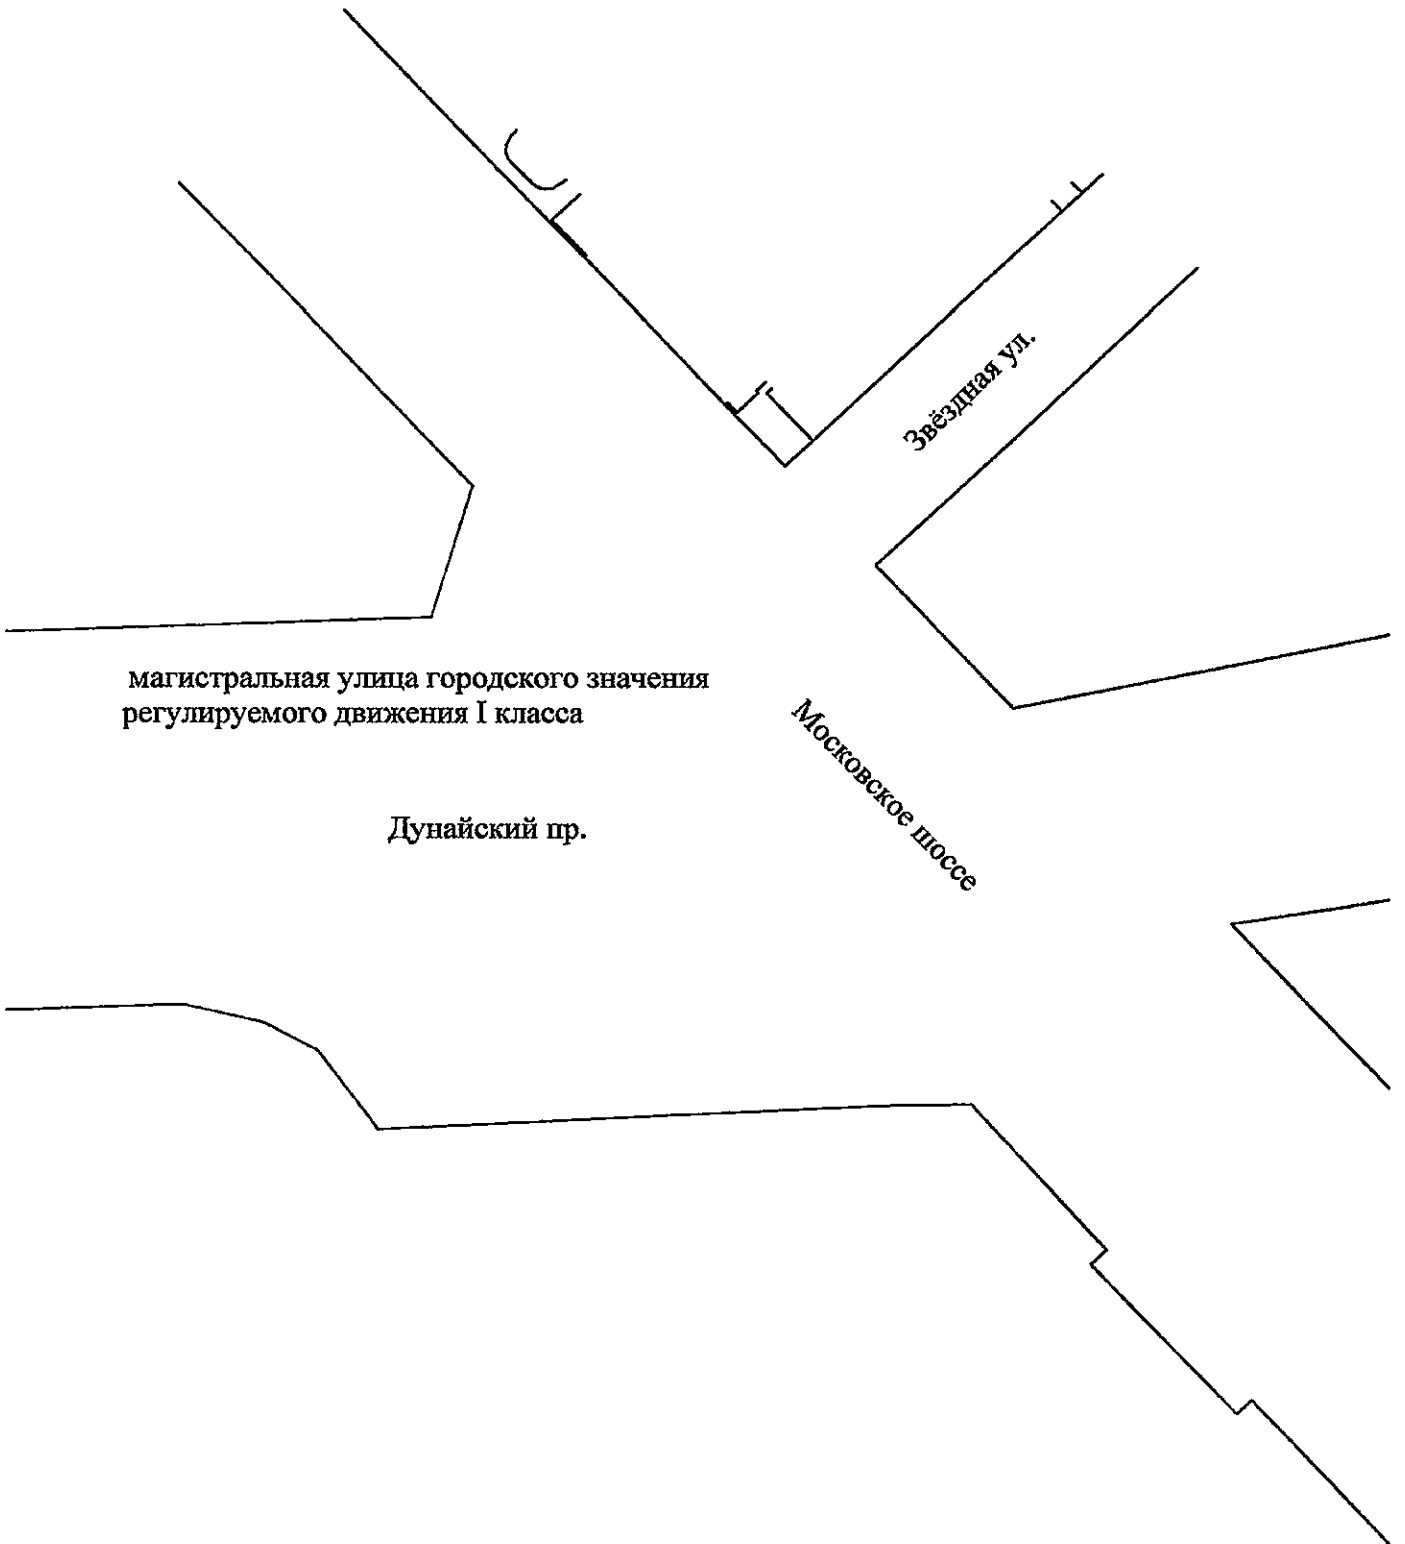 Звёздная ул.
магистральная улица городского значения
регулируемого движения I класса
Московское шоссе
Дунайский пр.